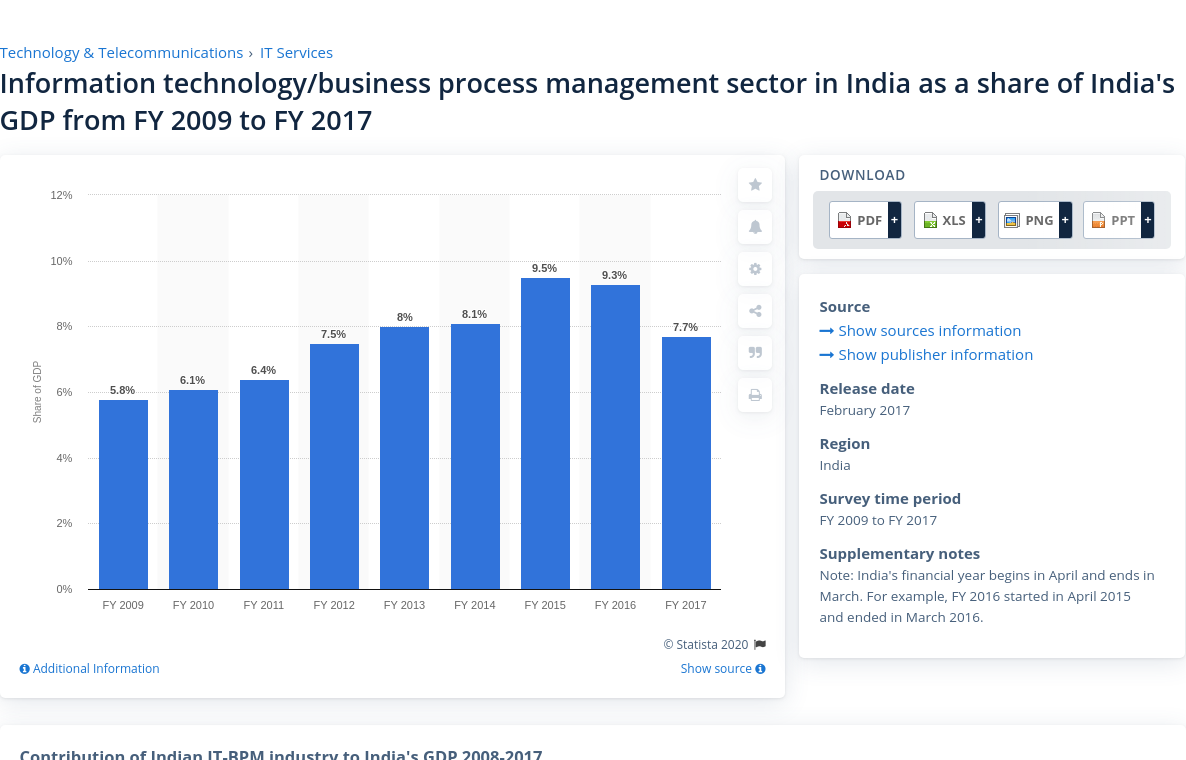 Technology & Telecommunications › IT Services
Information technology/business process management sector in India as a share of India's
GDP from FY 2009 to FY 2017
12%
10%
8%
6%
4%
2%
0%
Share of GDP
5.8%
6.1%
6.4%
7.5%
8%
8.1%
9.5%
9.3%
7.7%
FY 2009
FY 2010
FY 2011
FY 2012
FY 2013
FY 2014
FY 2015
FY 2016
FY 2017
© Statista 2020
Additional Information
Show source
DOWNLOAD
PDF +
XLS +
PNG +
PPT +
Source
Show sources information
Show publisher information
Release date
February 2017
Region
India
Survey time period
FY 2009 to FY 2017
Supplementary notes
Note: India's financial year begins in April and ends in
March. For example, FY 2016 started in April 2015
and ended in March 2016.
Contribution of Indian IT-BPM industry to India's GDP 2008-2017